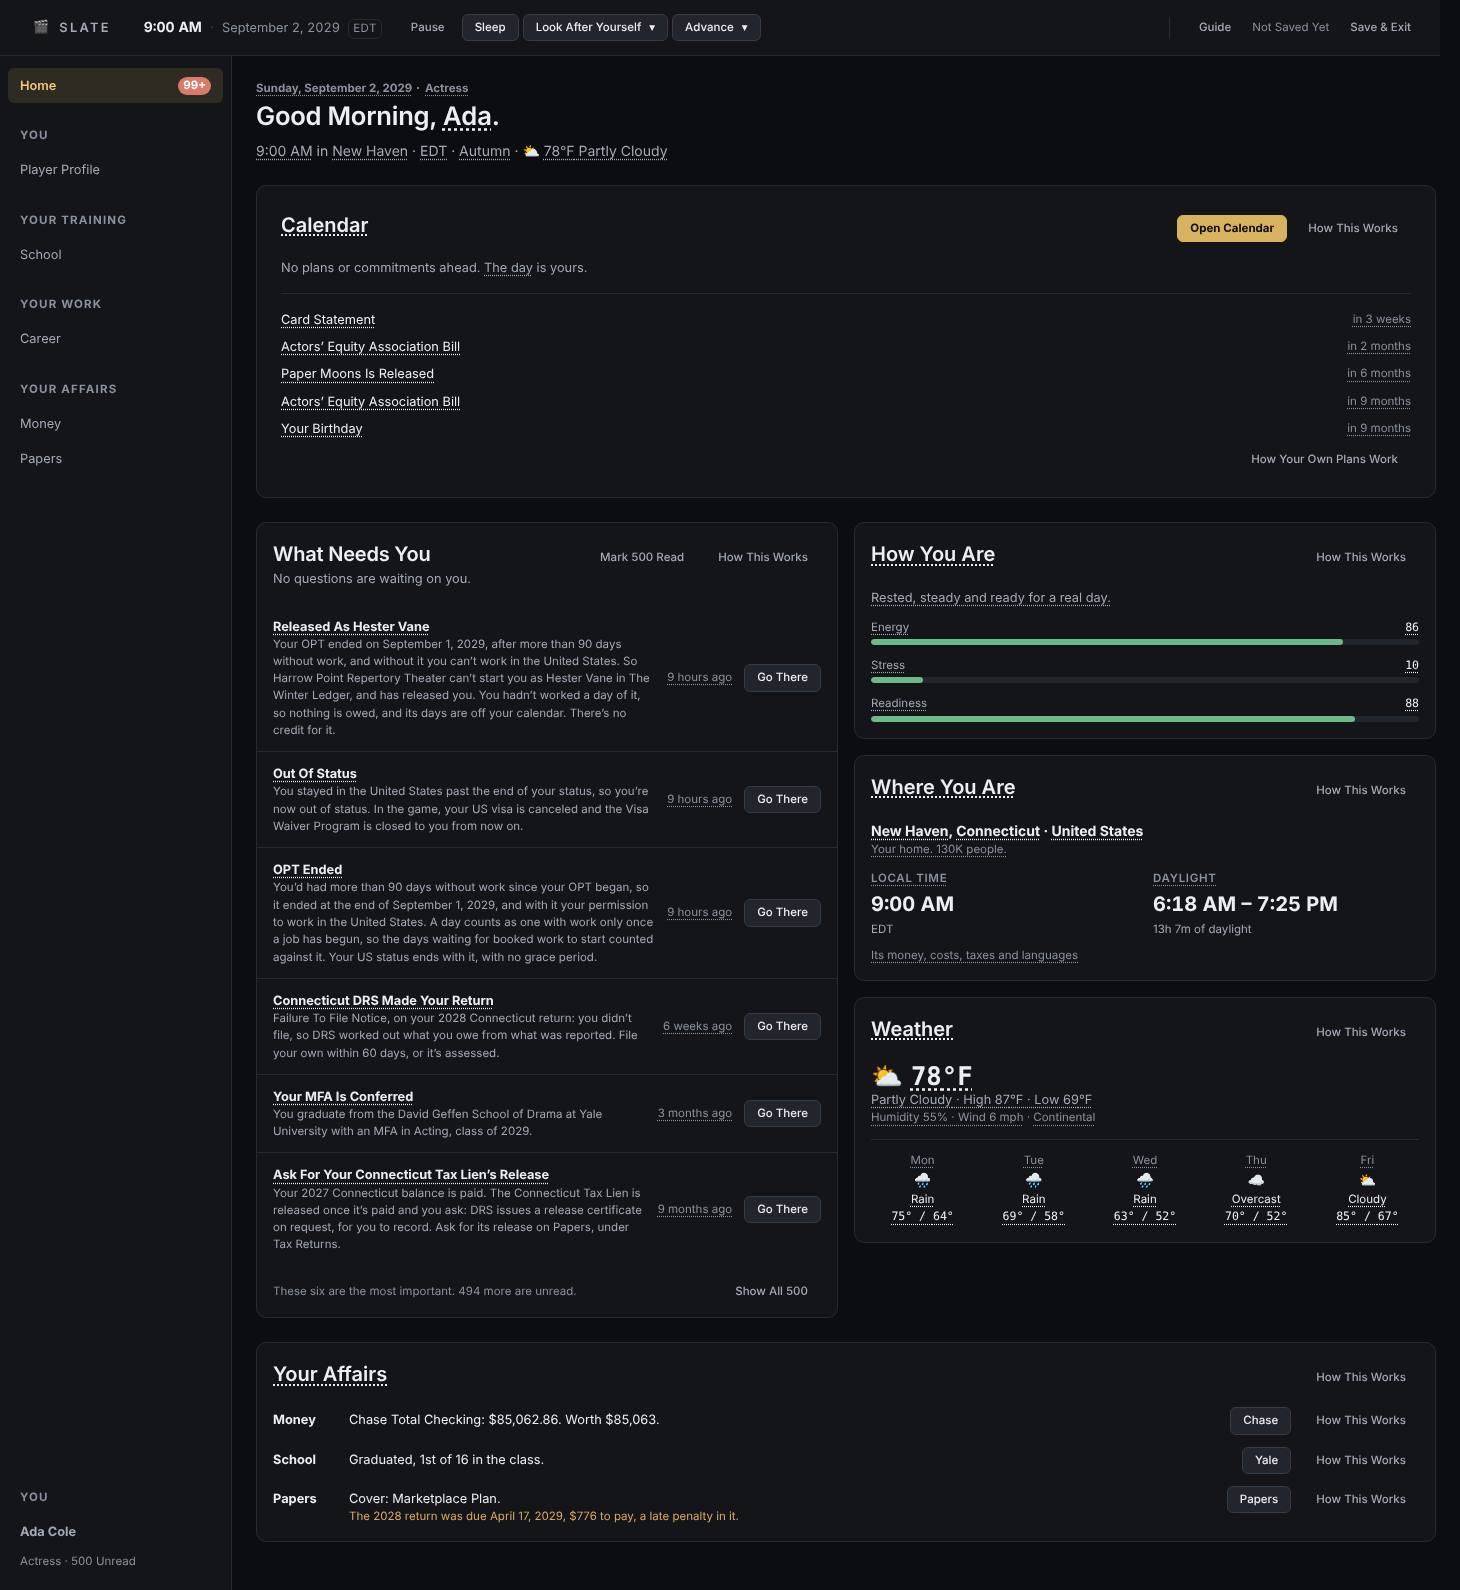 🎬 SLATE
9:00 AM · September 2, 2029 EDT
Pause
Sleep
Look After Yourself ▾
Advance ▾
Guide
Not Saved Yet
Save & Exit
Home 99+
YOU
Player Profile
YOUR TRAINING
School
YOUR WORK
Career
YOUR AFFAIRS
Money
Papers
YOU
Ada Cole
Actress · 500 Unread
Sunday, September 2, 2029 · Actress
Good Morning, Ada.
9:00 AM in New Haven · EDT · Autumn · ⛅ 78°F Partly Cloudy
Calendar
Open Calendar
How This Works
No plans or commitments ahead. The day is yours.
Card Statement in 3 weeks
Actors’ Equity Association Bill in 2 months
Paper Moons Is Released in 6 months
Actors’ Equity Association Bill in 9 months
Your Birthday in 9 months
How Your Own Plans Work
What Needs You
Mark 500 Read
How This Works
No questions are waiting on you.
Released As Hester Vane
Your OPT ended on September 1, 2029, after more than 90 days
without work, and without it you can’t work in the United States. So
Harrow Point Repertory Theater can’t start you as Hester Vane in The
Winter Ledger, and has released you. You hadn’t worked a day of it,
so nothing is owed, and its days are off your calendar. There’s no
credit for it.
9 hours ago
Go There
Out Of Status
You stayed in the United States past the end of your status, so you’re
now out of status. In the game, your US visa is canceled and the Visa
Waiver Program is closed to you from now on.
9 hours ago
Go There
OPT Ended
You’d had more than 90 days without work since your OPT began, so
it ended at the end of September 1, 2029, and with it your permission
to work in the United States. A day counts as one with work only once
a job has begun, so the days waiting for booked work to start counted
against it. Your US status ends with it, with no grace period.
9 hours ago
Go There
Connecticut DRS Made Your Return
Failure To File Notice, on your 2028 Connecticut return: you didn’t
file, so DRS worked out what you owe from what was reported. File
your own within 60 days, or it’s assessed.
6 weeks ago
Go There
Your MFA Is Conferred
You graduate from the David Geffen School of Drama at Yale
University with an MFA in Acting, class of 2029.
3 months ago
Go There
Ask For Your Connecticut Tax Lien’s Release
Your 2027 Connecticut balance is paid. The Connecticut Tax Lien is
released once it’s paid and you ask: DRS issues a release certificate
on request, for you to record. Ask for its release on Papers, under
Tax Returns.
9 months ago
Go There
These six are the most important. 494 more are unread.
Show All 500
How You Are
How This Works
Rested, steady and ready for a real day.
Energy 86
Stress 10
Readiness 88
Where You Are
How This Works
New Haven, Connecticut · United States
Your home. 130K people.
LOCAL TIME
9:00 AM
EDT
DAYLIGHT
6:18 AM – 7:25 PM
13h 7m of daylight
Its money, costs, taxes and languages
Weather
How This Works
⛅ 78°F
Partly Cloudy · High 87°F · Low 69°F
Humidity 55% · Wind 6 mph · Continental
Mon Tue Wed Thu Fri
Rain Rain Rain Overcast Cloudy
75° / 64° 69° / 58° 63° / 52° 70° / 52° 85° / 67°
Your Affairs
How This Works
Money Chase Total Checking: $85,062.86. Worth $85,063. Chase How This Works
School Graduated, 1st of 16 in the class. Yale How This Works
Papers Cover: Marketplace Plan. Papers How This Works
The 2028 return was due April 17, 2029, $776 to pay, a late penalty in it.